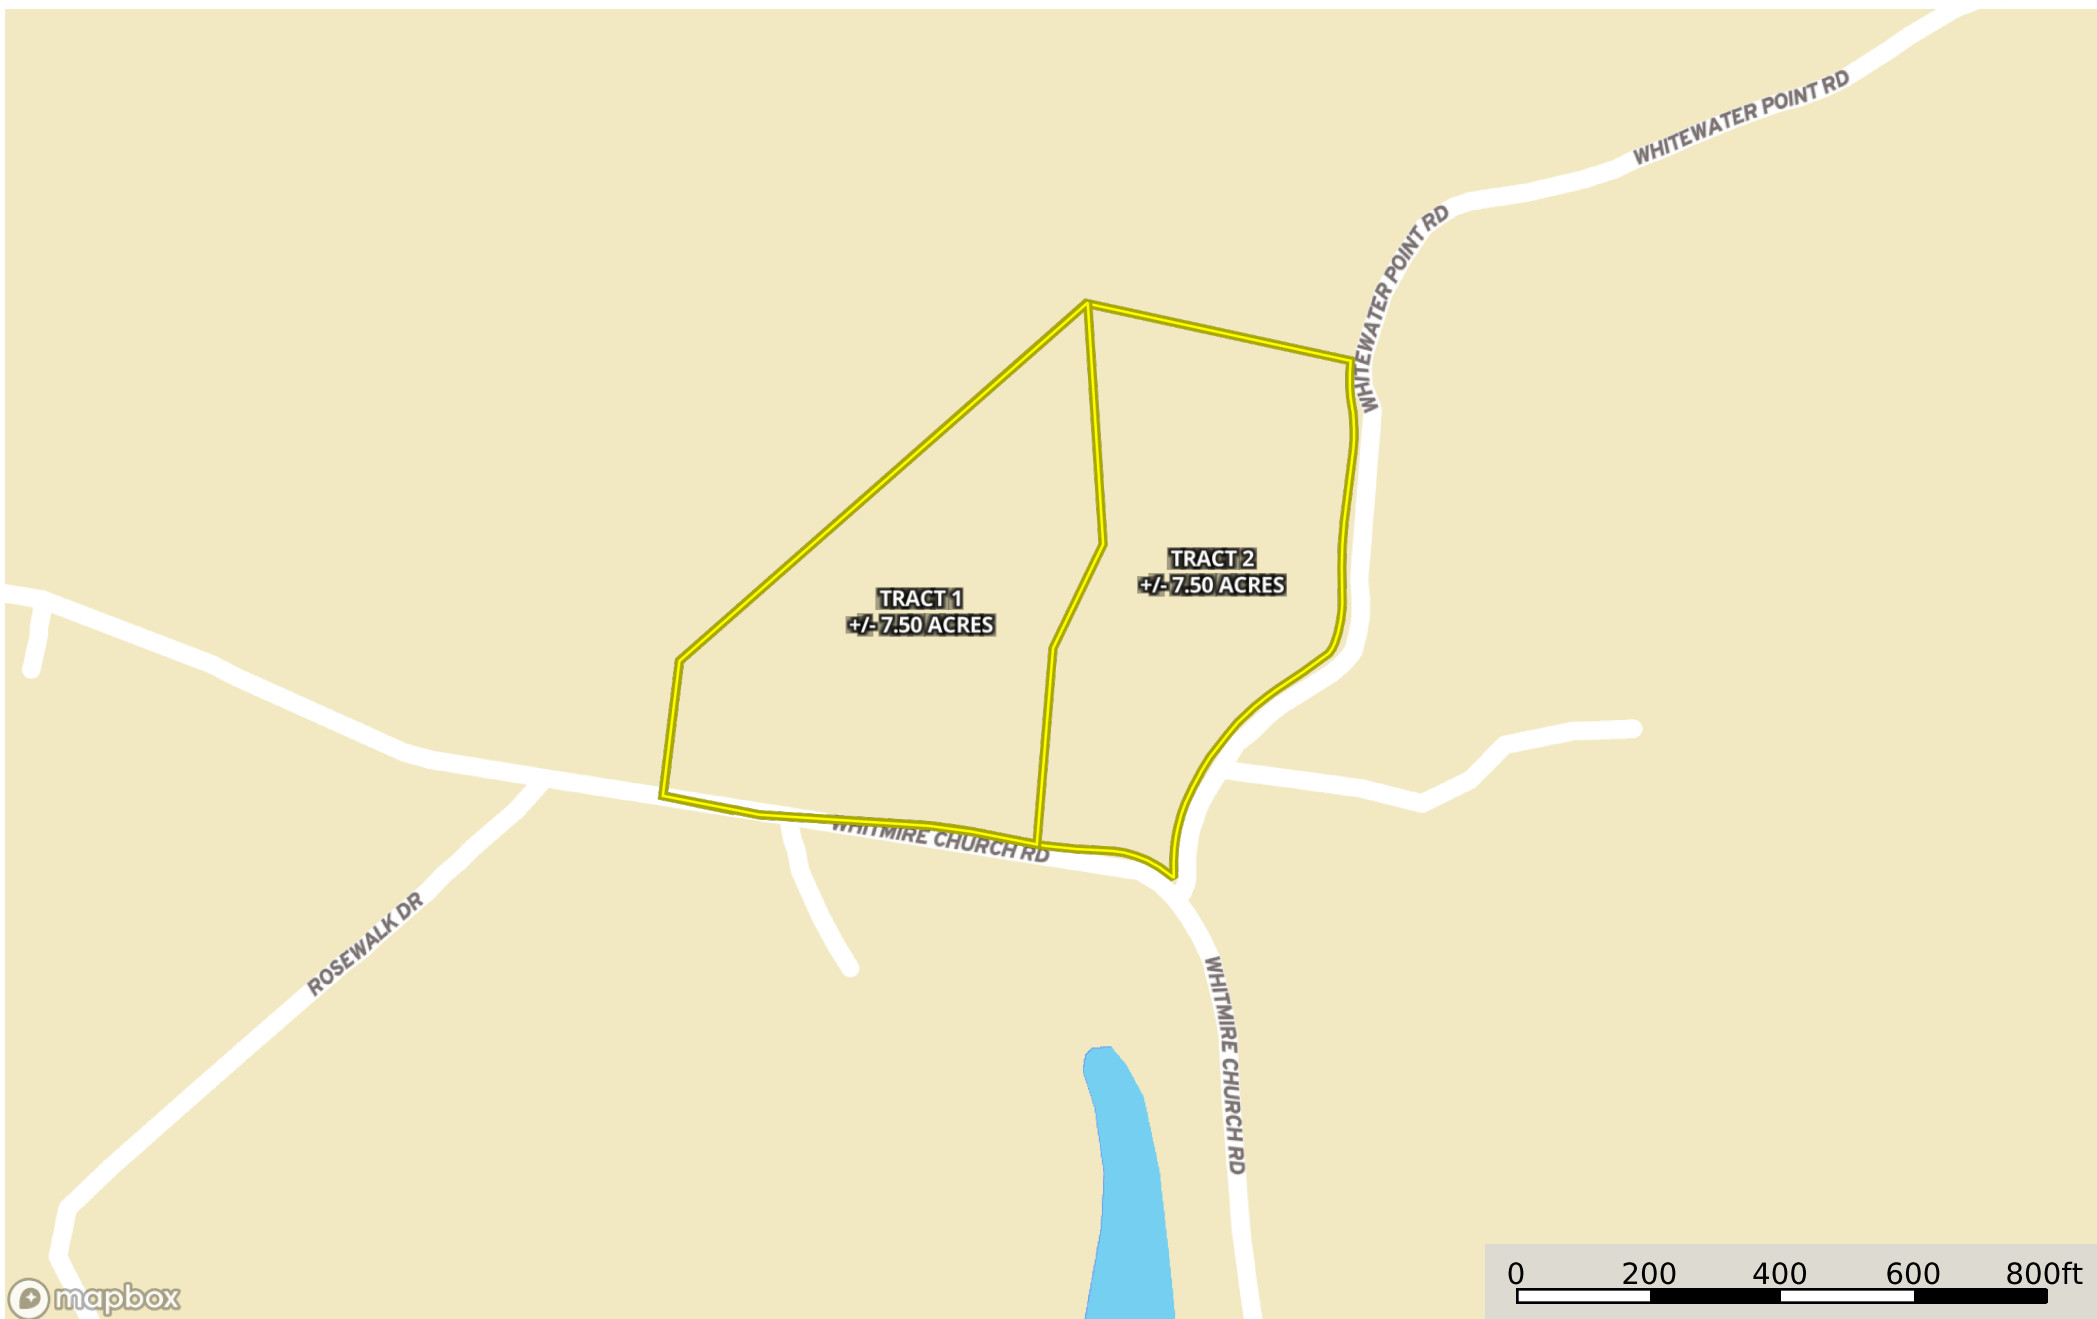 WHITEWATER POINT RD
WHITEWATER POINT RD
TRACT 2
+/- 7.50 ACRES
TRACT 1
+/- 7.50 ACRES
WHITMIRE CHURCH RD
ROSEWALK DR
WHITMIRE CHURCH RD
0 200 400 600 800ft
mapbox